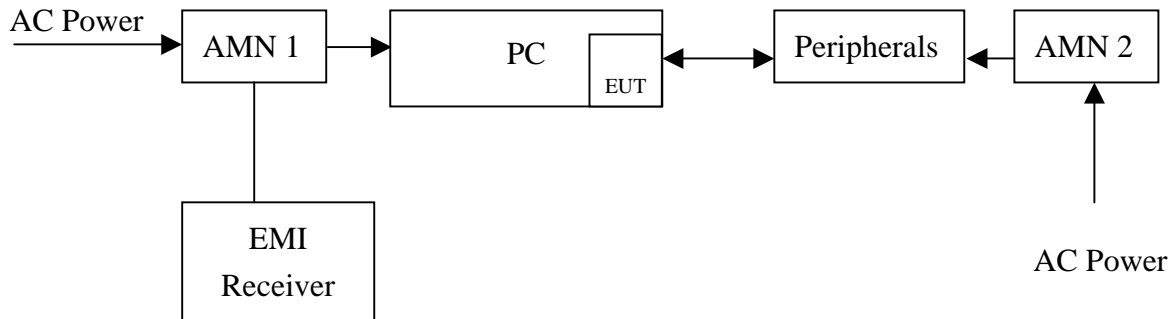 AC Power
AMN 1
PC
EUT
Peripherals
AMN 2
EMI
Receiver
AC Power